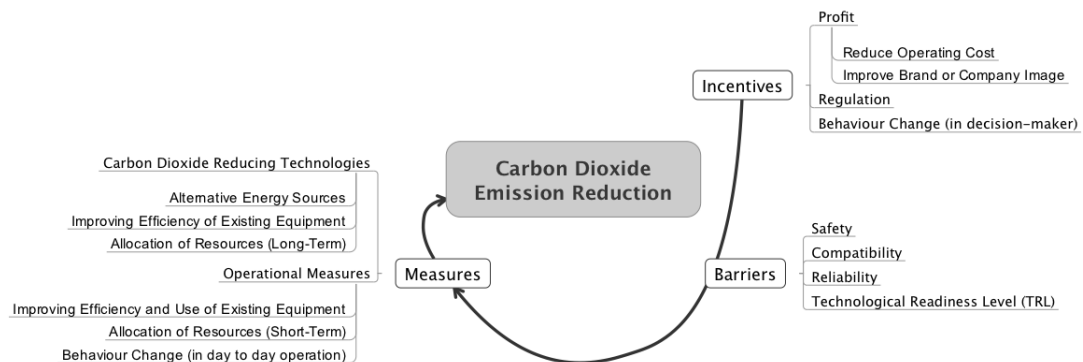 Profit
Reduce Operating Cost
Improve Brand or Company Image
Incentives
Regulation
Behaviour Change (in decision-maker)
Carbon Dioxide
Emission Reduction
Carbon Dioxide Reducing Technologies
Alternative Energy Sources
Improving Efficiency of Existing Equipment
Allocation of Resources (Long-Term)
Measures
Operational Measures
Improving Efficiency and Use of Existing Equipment
Allocation of Resources (Short-Term)
Behaviour Change (in day to day operation)
Barriers
Safety
Compatibility
Reliability
Technological Readiness Level (TRL)